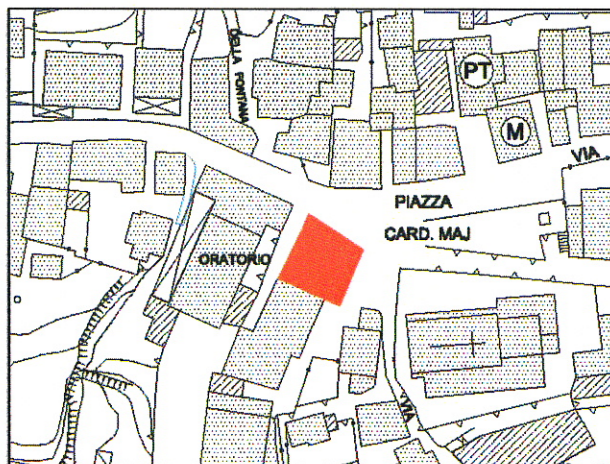 DELLA FONTANA
PT
M
VIA
PIAZZA
CARD. MAJ
ORATORIO
VIA